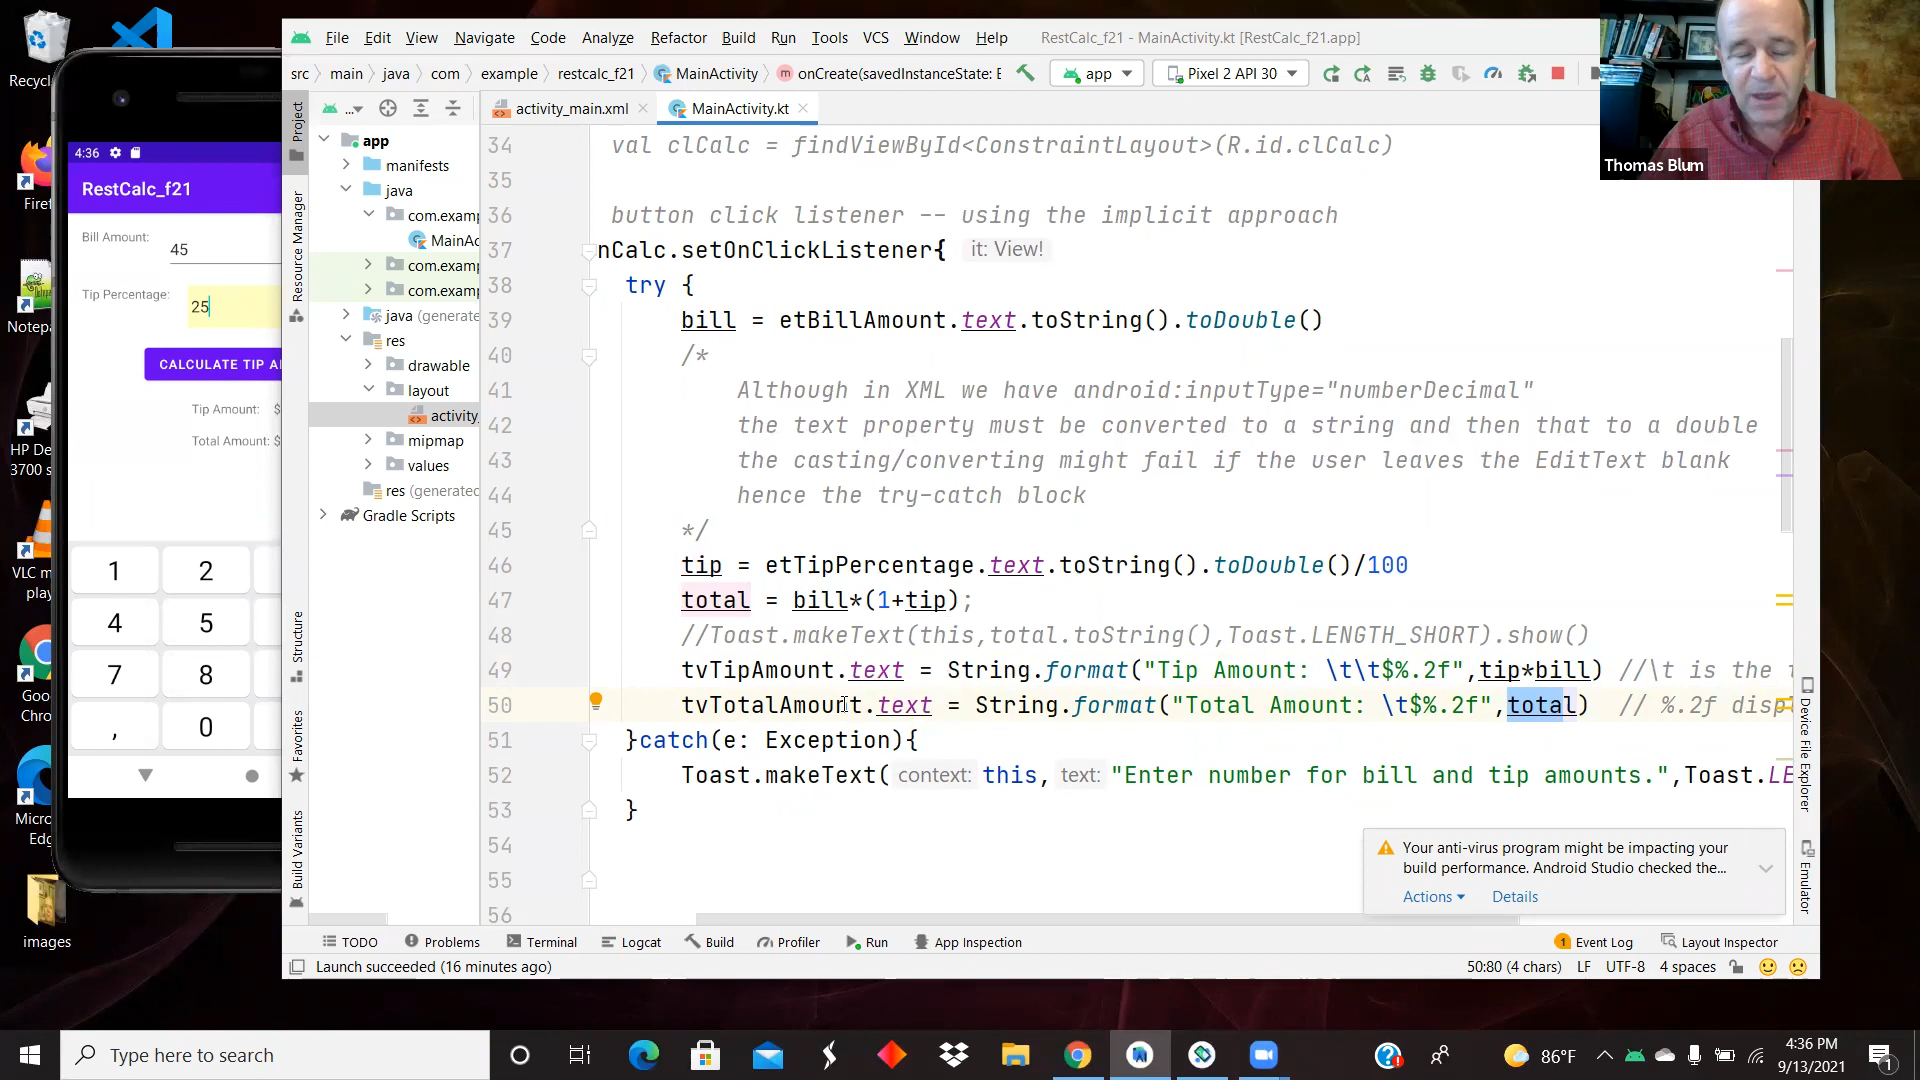 Recycl
Firef
Notepa
HP De
3700 s
VLC m
play
Goo
Chro
Micro
Edg
images
4:36
RestCalc_f21
Bill Amount:
45
Tip Percentage:
25
CALCULATE TIP A
Tip Amount: $
Total Amount: $
1 2
4 5
7 8
, 0
File Edit View Navigate Code Analyze Refactor Build Run Tools VCS Window Help RestCalc_f21 - MainActivity.kt [RestCalc_f21.app]
src main java com example restcalc_f21 MainActivity onCreate(savedInstanceState: B app Pixel 2 API 30
... activity_main.xml MainActivity.kt
Project
Resource Manager
Structure
Favorites
Build Variants
app
manifests
java
com.examp
MainAc
com.examp
com.examp
java (generate
res
drawable
layout
activity_
mipmap
values
res (generated
Gradle Scripts
34 val clCalc = findViewById<ConstraintLayout>(R.id.clCalc)
35
36 button click listener -- using the implicit approach
37 nCalc.setOnClickListener{ it: View!
38 try {
39 bill = etBillAmount.text.toString().toDouble()
40 /*
41 Although in XML we have android:inputType="numberDecimal"
42 the text property must be converted to a string and then that to a double
43 the casting/converting might fail if the user leaves the EditText blank
44 hence the try-catch block
45 */
46 tip = etTipPercentage.text.toString().toDouble()/100
47 total = bill*(1+tip);
48 //Toast.makeText(this,total.toString(),Toast.LENGTH_SHORT).show()
49 tvTipAmount.text = String.format("Tip Amount: \t\t$%.2f",tip*bill) //\t is the t
50 tvTotalAmount.text = String.format("Total Amount: \t$%.2f",total) // %.2f disp
51 }catch(e: Exception){
52 Toast.makeText( context: this, text: "Enter number for bill and tip amounts.",Toast.LE
53 }
54
55
56
Thomas Blum
Device File Explorer
Emulator
Your anti-virus program might be impacting your
build performance. Android Studio checked the...
Actions Details
TODO Problems Terminal Logcat Build Profiler Run App Inspection 1 Event Log Layout Inspector
Launch succeeded (16 minutes ago) 50:80 (4 chars) LF UTF-8 4 spaces
Type here to search
86°F
4:36 PM
9/13/2021
1